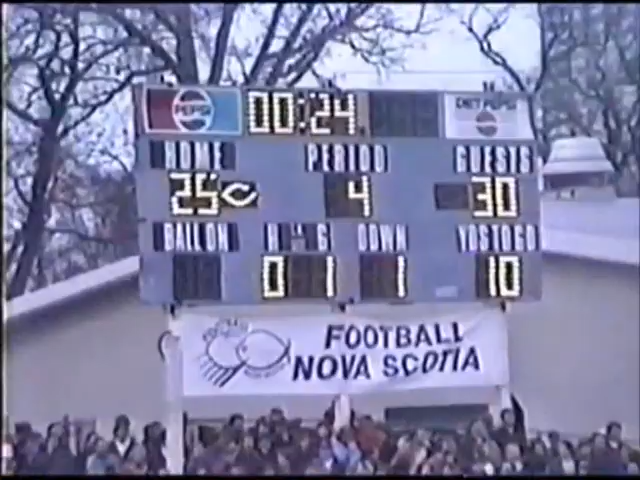 PEPSI 00:24 DIET PEPSI
HOME PERIOD GUESTS
25 4 30
BALL ON DOWN YDS TO GO
0 1 1 10
FOOTBALL
NOVA SCOTIA